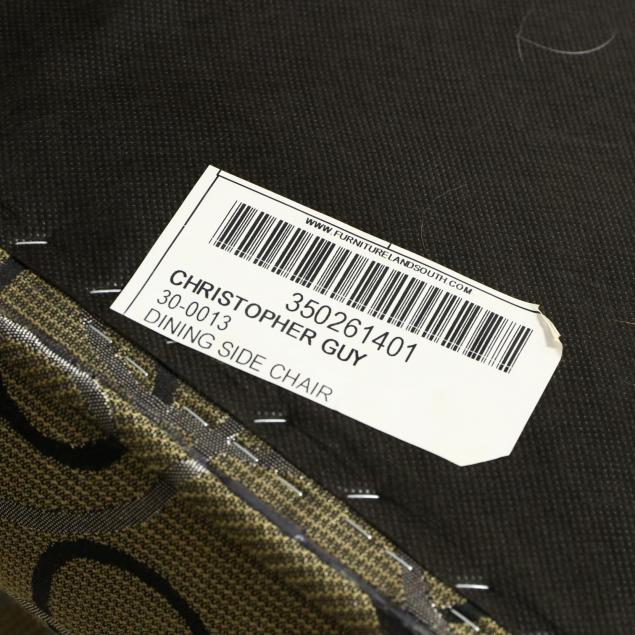 WWW.FURNITURELANDSOUTH.COM
350261401
CHRISTOPHER GUY
30-0013
DINING SIDE CHAIR